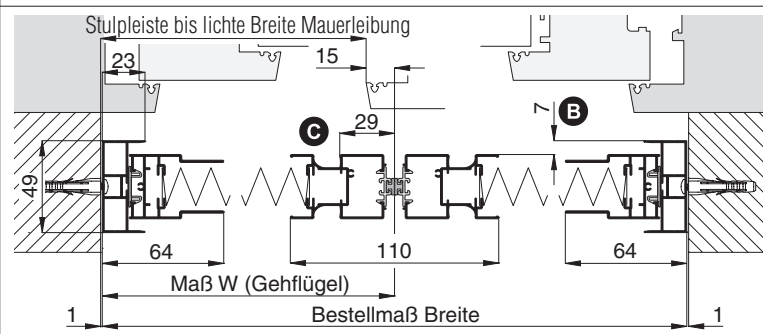 Stulpleiste bis lichte Breite Mauerleibung
23
15
C
29
7
B
49
64
110
64
Maß W (Gehflügel)
1
Bestellmaß Breite
1